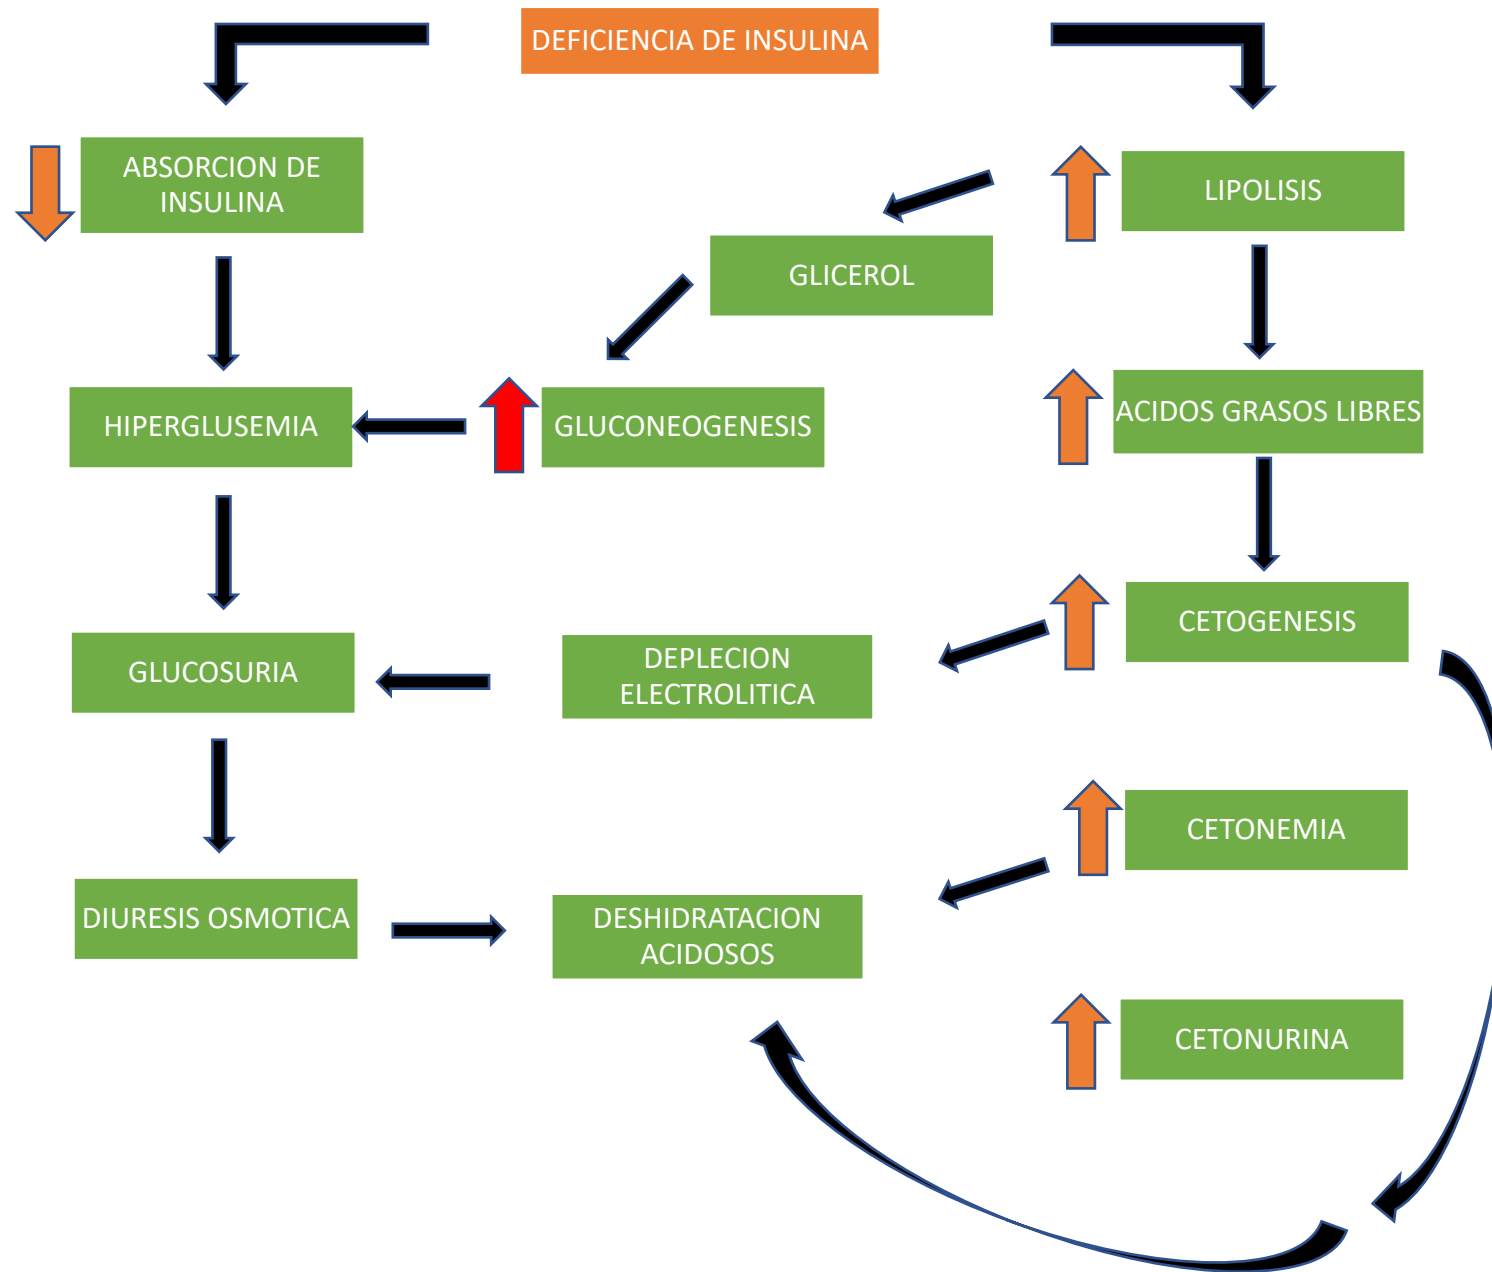 DEFICIENCIA DE INSULINA
ABSORCION DE
INSULINA
LIPOLISIS
GLICEROL
HIPERGLUSEMIA
GLUCONEOGENESIS
ACIDOS GRASOS LIBRES
GLUCOSURIA
DEPLECION
ELECTROLITICA
CETOGENESIS
CETONEMIA
DIURESIS OSMOTICA
DESHIDRATACION
ACIDOSOS
CETONURINA